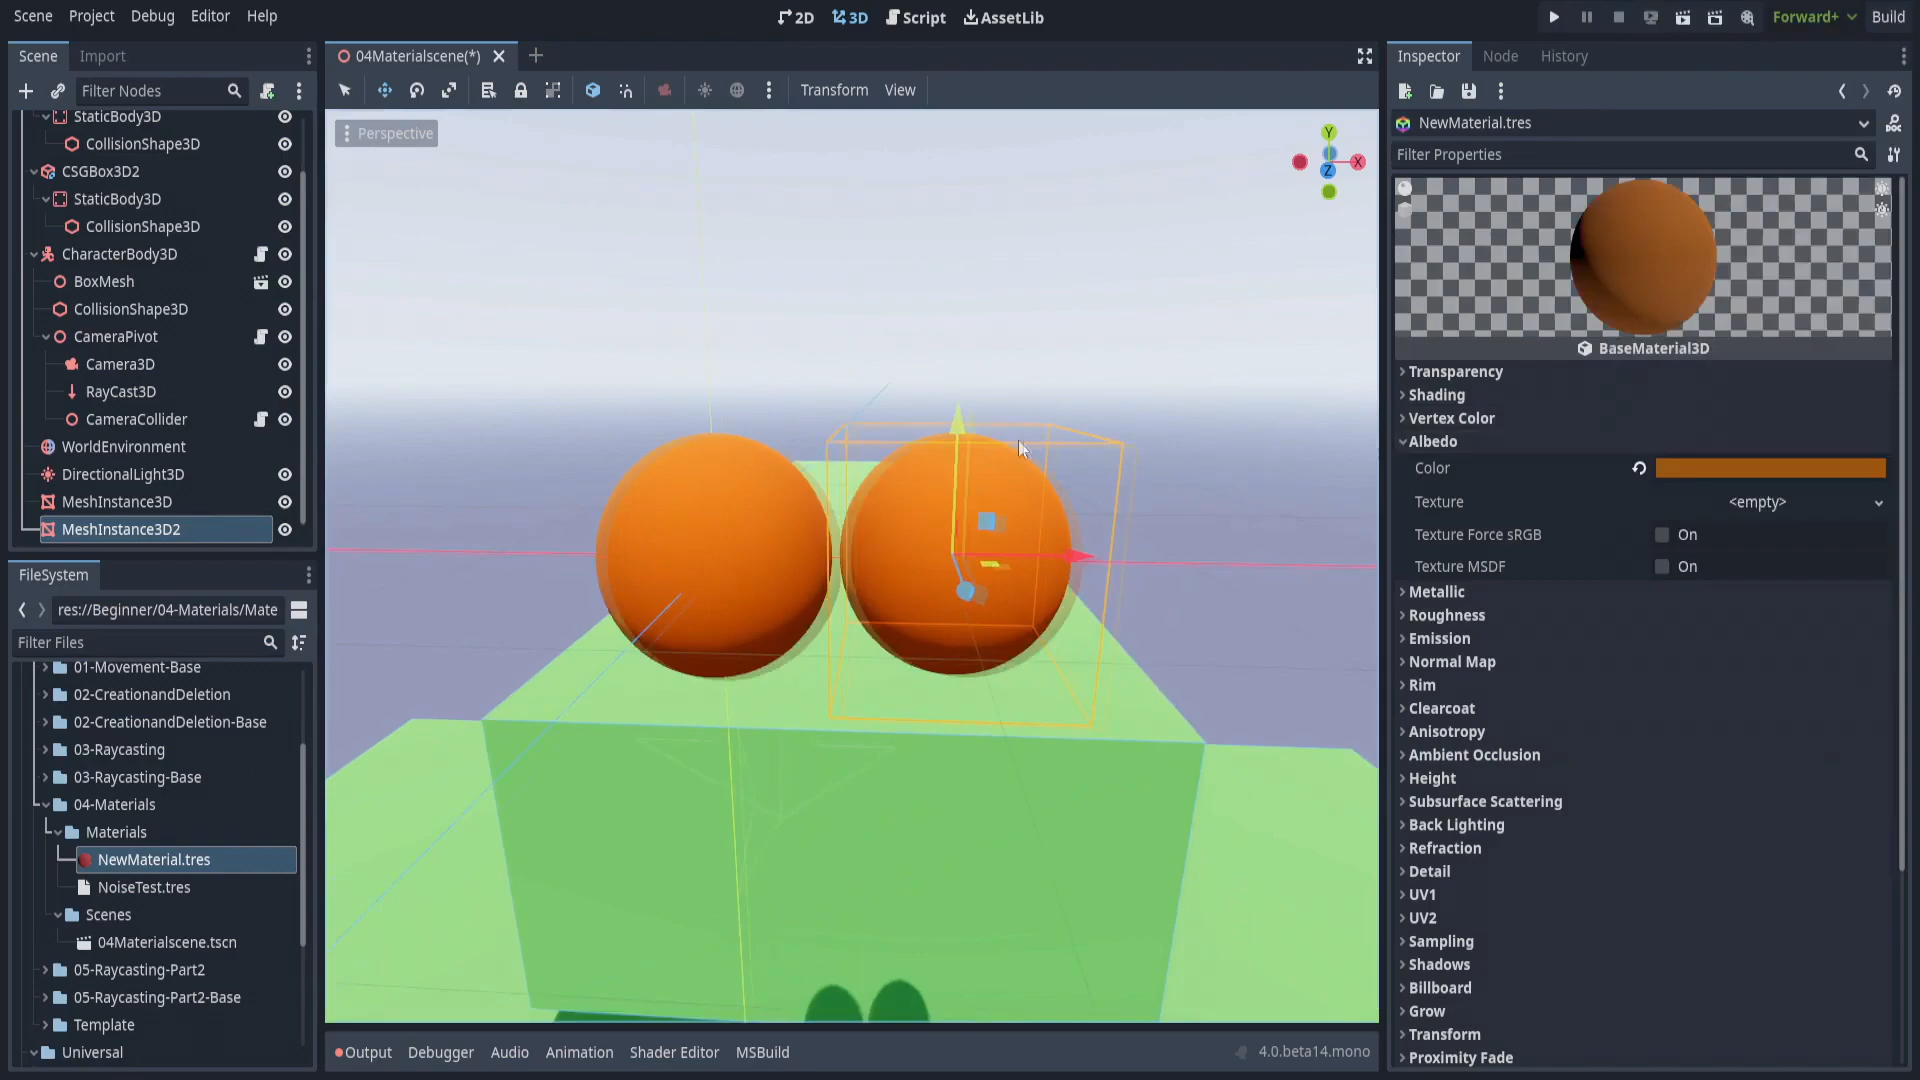 Scene Project Debug Editor Help
2D 3D Script AssetLib
Forward+ Build
Scene Import
Filter Nodes
StaticBody3D
CollisionShape3D
CSGBox3D2
StaticBody3D
CollisionShape3D
CharacterBody3D
BoxMesh
CollisionShape3D
CameraPivot
Camera3D
RayCast3D
CameraCollider
WorldEnvironment
DirectionalLight3D
MeshInstance3D
MeshInstance3D2
FileSystem
res://Beginner/04-Materials/Mate
Filter Files
01-Movement-Base
02-CreationandDeletion
02-CreationandDeletion-Base
03-Raycasting
03-Raycasting-Base
04-Materials
Materials
NewMaterial.tres
NoiseTest.tres
Scenes
04Materialscene.tscn
05-Raycasting-Part2
05-Raycasting-Part2-Base
Template
Universal
04Materialscene(*)
Transform View
Perspective
Y
X
Z
Output Debugger Audio Animation Shader Editor MSBuild
4.0.beta14.mono
Inspector Node History
NewMaterial.tres
Filter Properties
BaseMaterial3D
Transparency
Shading
Vertex Color
Albedo
Color
Texture <empty>
Texture Force sRGB On
Texture MSDF On
Metallic
Roughness
Emission
Normal Map
Rim
Clearcoat
Anisotropy
Ambient Occlusion
Height
Subsurface Scattering
Back Lighting
Refraction
Detail
UV1
UV2
Sampling
Shadows
Billboard
Grow
Transform
Proximity Fade